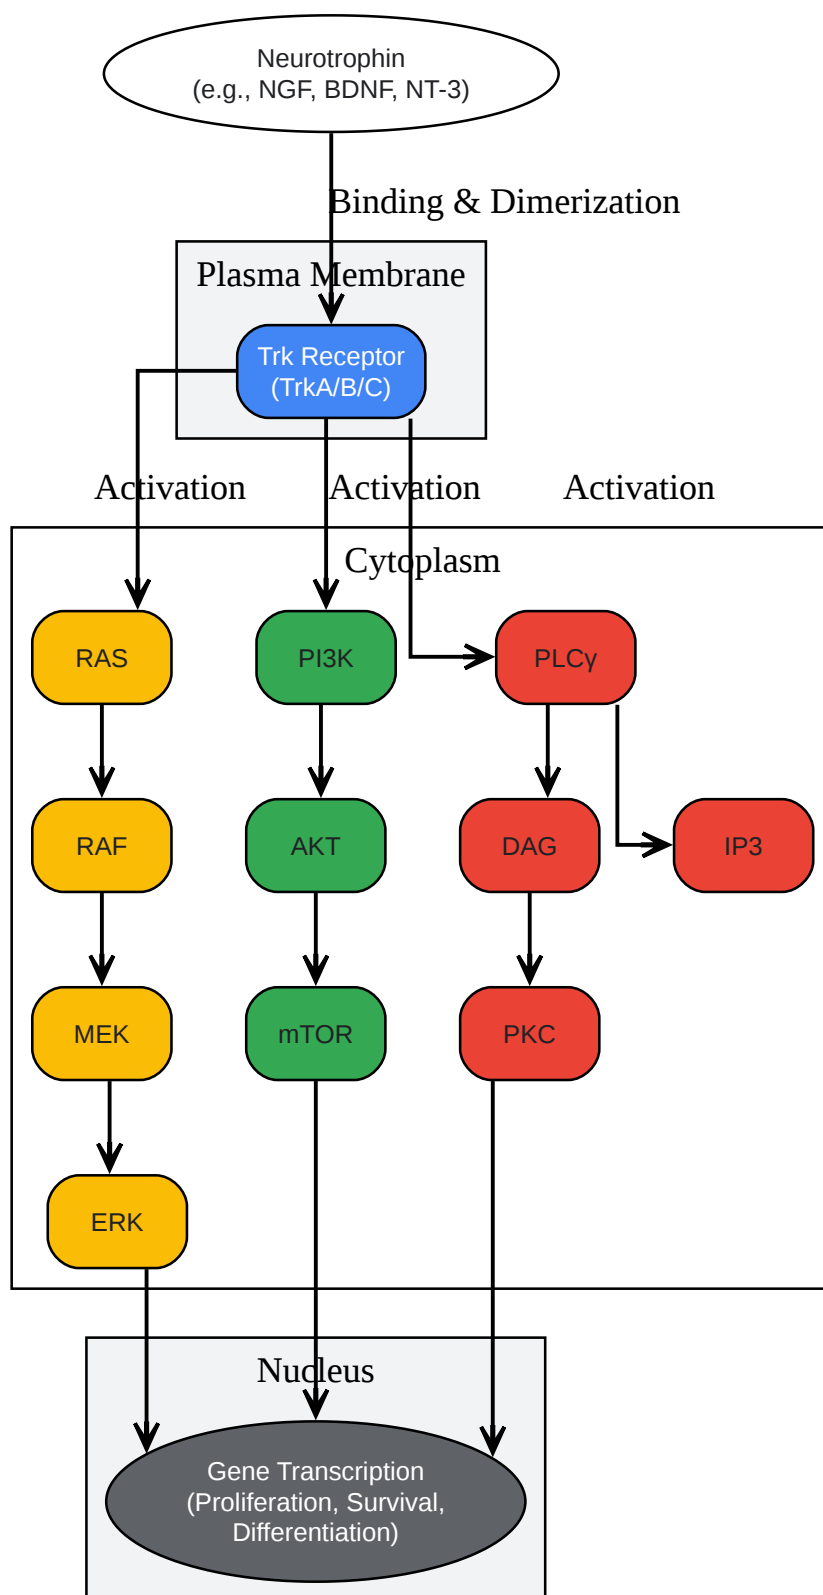 Neurotrophin
(e.g., NGF, BDNF, NT-3)
Binding & Dimerization
Plasma Membrane
Trk Receptor
(TrkA/B/C)
Activation
Activation
Activation
Cytoplasm
RAS
PI3K
PLCγ
RAF
AKT
DAG
IP3
MEK
mTOR
PKC
ERK
Nucleus
Gene Transcription
(Proliferation, Survival,
Differentiation)